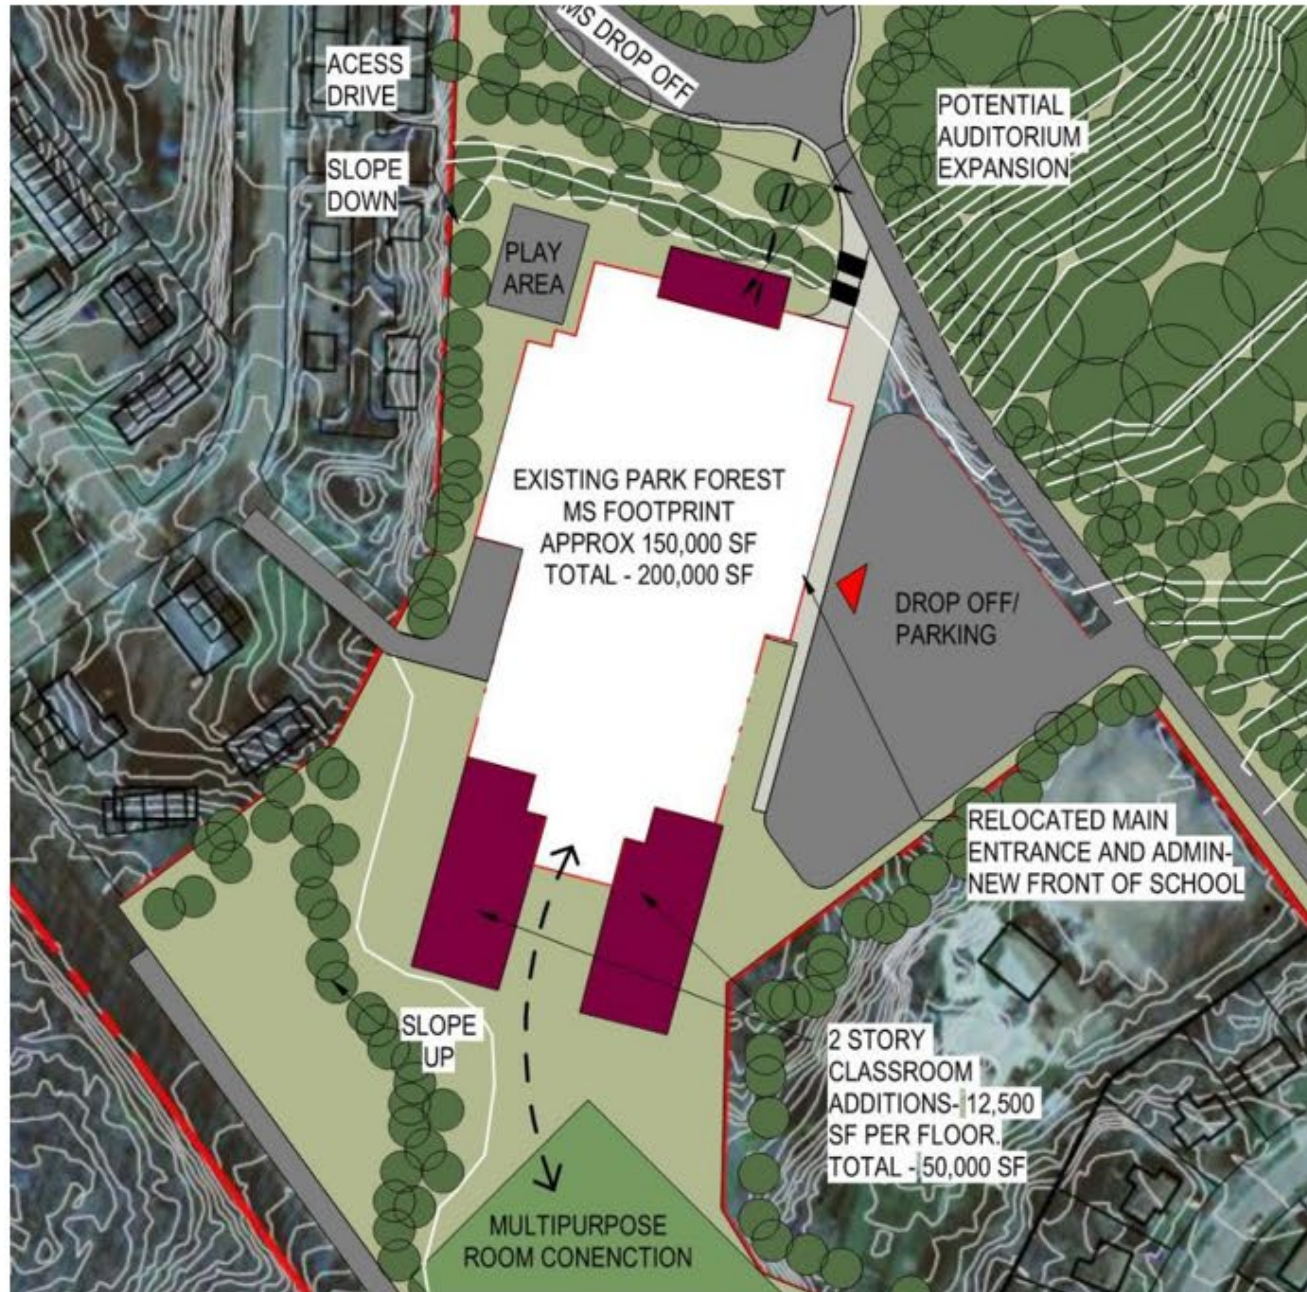 MS DROP OFF
ACESS
DRIVE
SLOPE
DOWN
POTENTIAL
AUDITORIUM
EXPANSION
PLAY
AREA
EXISTING PARK FOREST
MS FOOTPRINT
APPROX 150,000 SF
TOTAL - 200,000 SF
DROP OFF/
PARKING
RELOCATED MAIN
ENTRANCE AND ADMIN-
NEW FRONT OF SCHOOL
SLOPE
UP
2 STORY
CLASSROOM
ADDITIONS- 12,500
SF PER FLOOR.
TOTAL - 50,000 SF
MULTIPURPOSE
ROOM CONENCTION